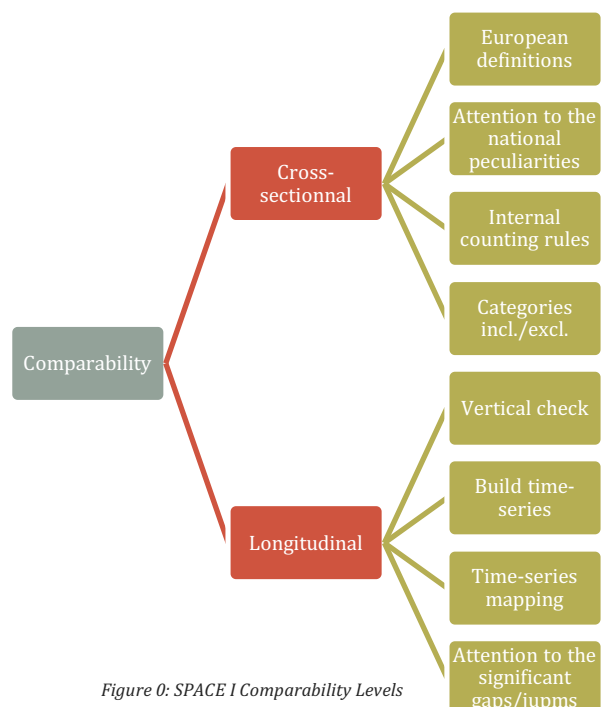 European
definitions
Attention to the
national
peculiarities
Cross-
sectionnal
Internal
counting rules
Categories
incl./excl.
Comparability
Vertical check
Build time-
series
Longitudinal
Time-series
mapping
Attention to the
significant
gaps/jupms
Figure 0: SPACE I Comparability Levels